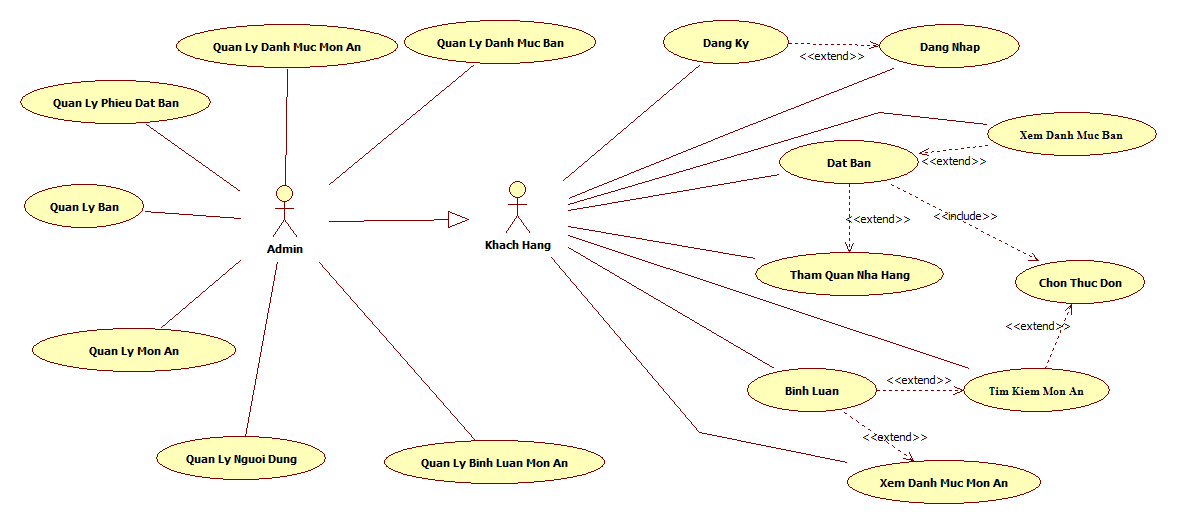 Quan Ly Danh Muc Mon An
Quan Ly Danh Muc Ban
Dang Ky
<<extend>>
Dang Nhap
Quan Ly Phieu Dat Ban
Xem Danh Muc Ban
<<extend>>
Dat Ban
Quan Ly Ban
<<extend>>
<<include>>
Admin
Khach Hang
Tham Quan Nha Hang
Chon Thuc Don
<<extend>>
Quan Ly Mon An
<<extend>>
Binh Luan
Tim Kiem Mon An
<<extend>>
Quan Ly Nguoi Dung
Quan Ly Binh Luan Mon An
Xem Danh Muc Mon An